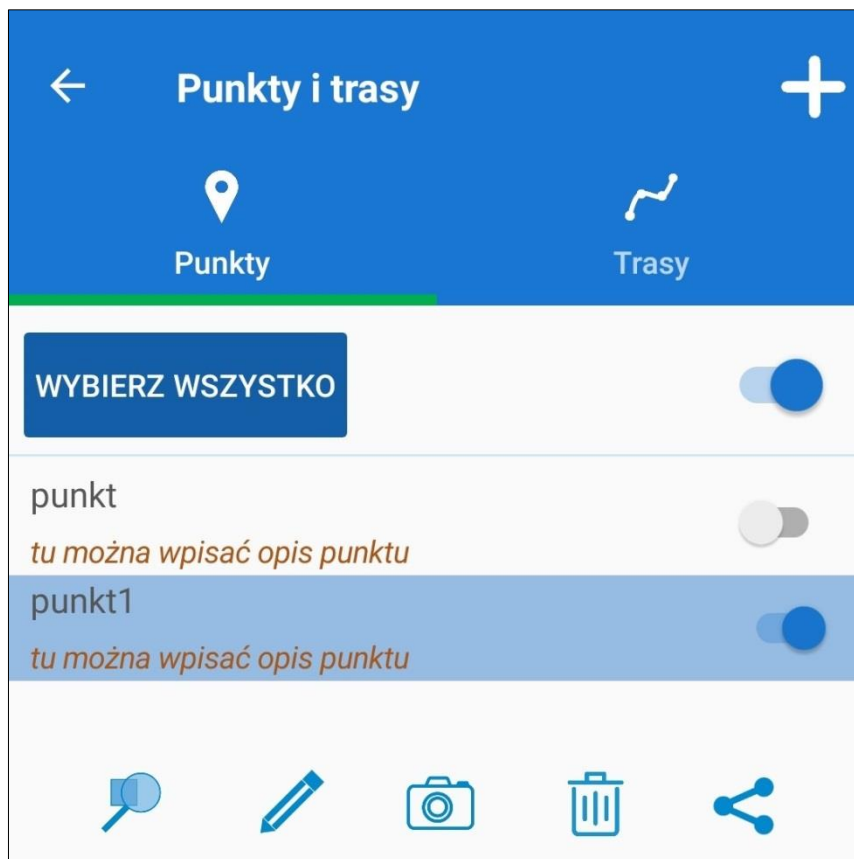 Punkty i trasy
Punkty
Trasy
WYBIERZ WSZYSTKO
punkt
tu można wpisać opis punktu
punkt1
tu można wpisać opis punktu